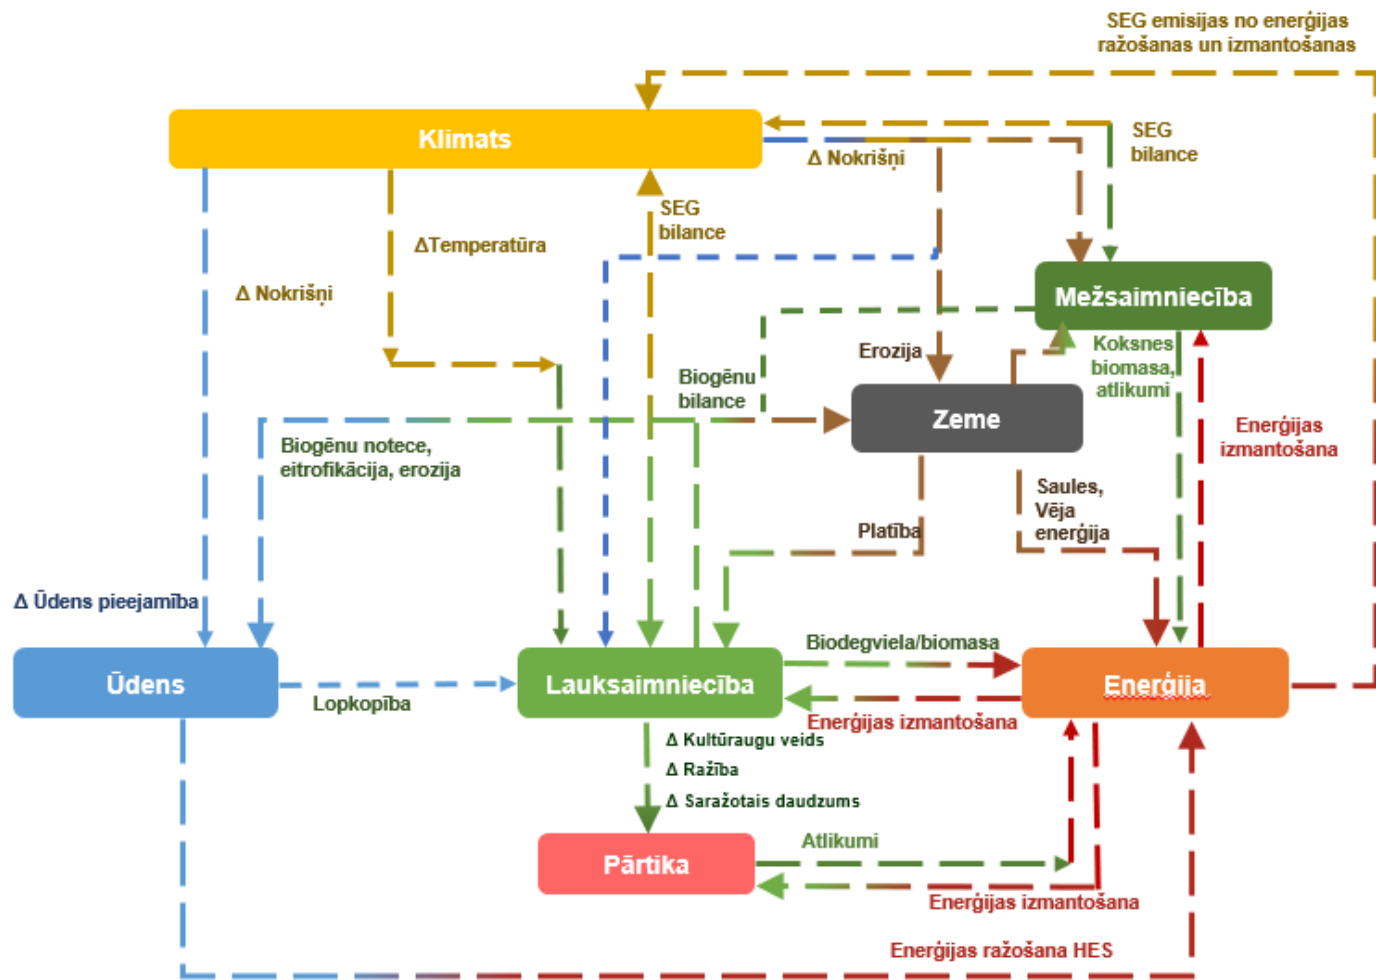 SEG emisijas no enerģijas
ražošanas un izmantošanas
Klimats
SEG
bilance
Δ Nokrišņi
SEG
bilance
ΔTemperatūra
Δ Nokrišņi
Mežsaimniecība
Erozija
Koksnes
biomasa,
atlikumi
Biogēnu
bilance
Zeme
Enerģijas
izmantošana
Biogēnu notece,
eitrofikācija, erozija
Saules,
Vēja
enerģija
Platība
Δ Ūdens pieejamība
Ūdens
Lopkopība
Lauksaimniecība
Biodegviela/biomasa
Enerģijas izmantošana
Enerģija
Δ Kultūraugu veids
Δ Ražība
Δ Saražotais daudzums
Pārtika
Atlikumi
Enerģijas izmantošana
Enerģijas ražošana HES